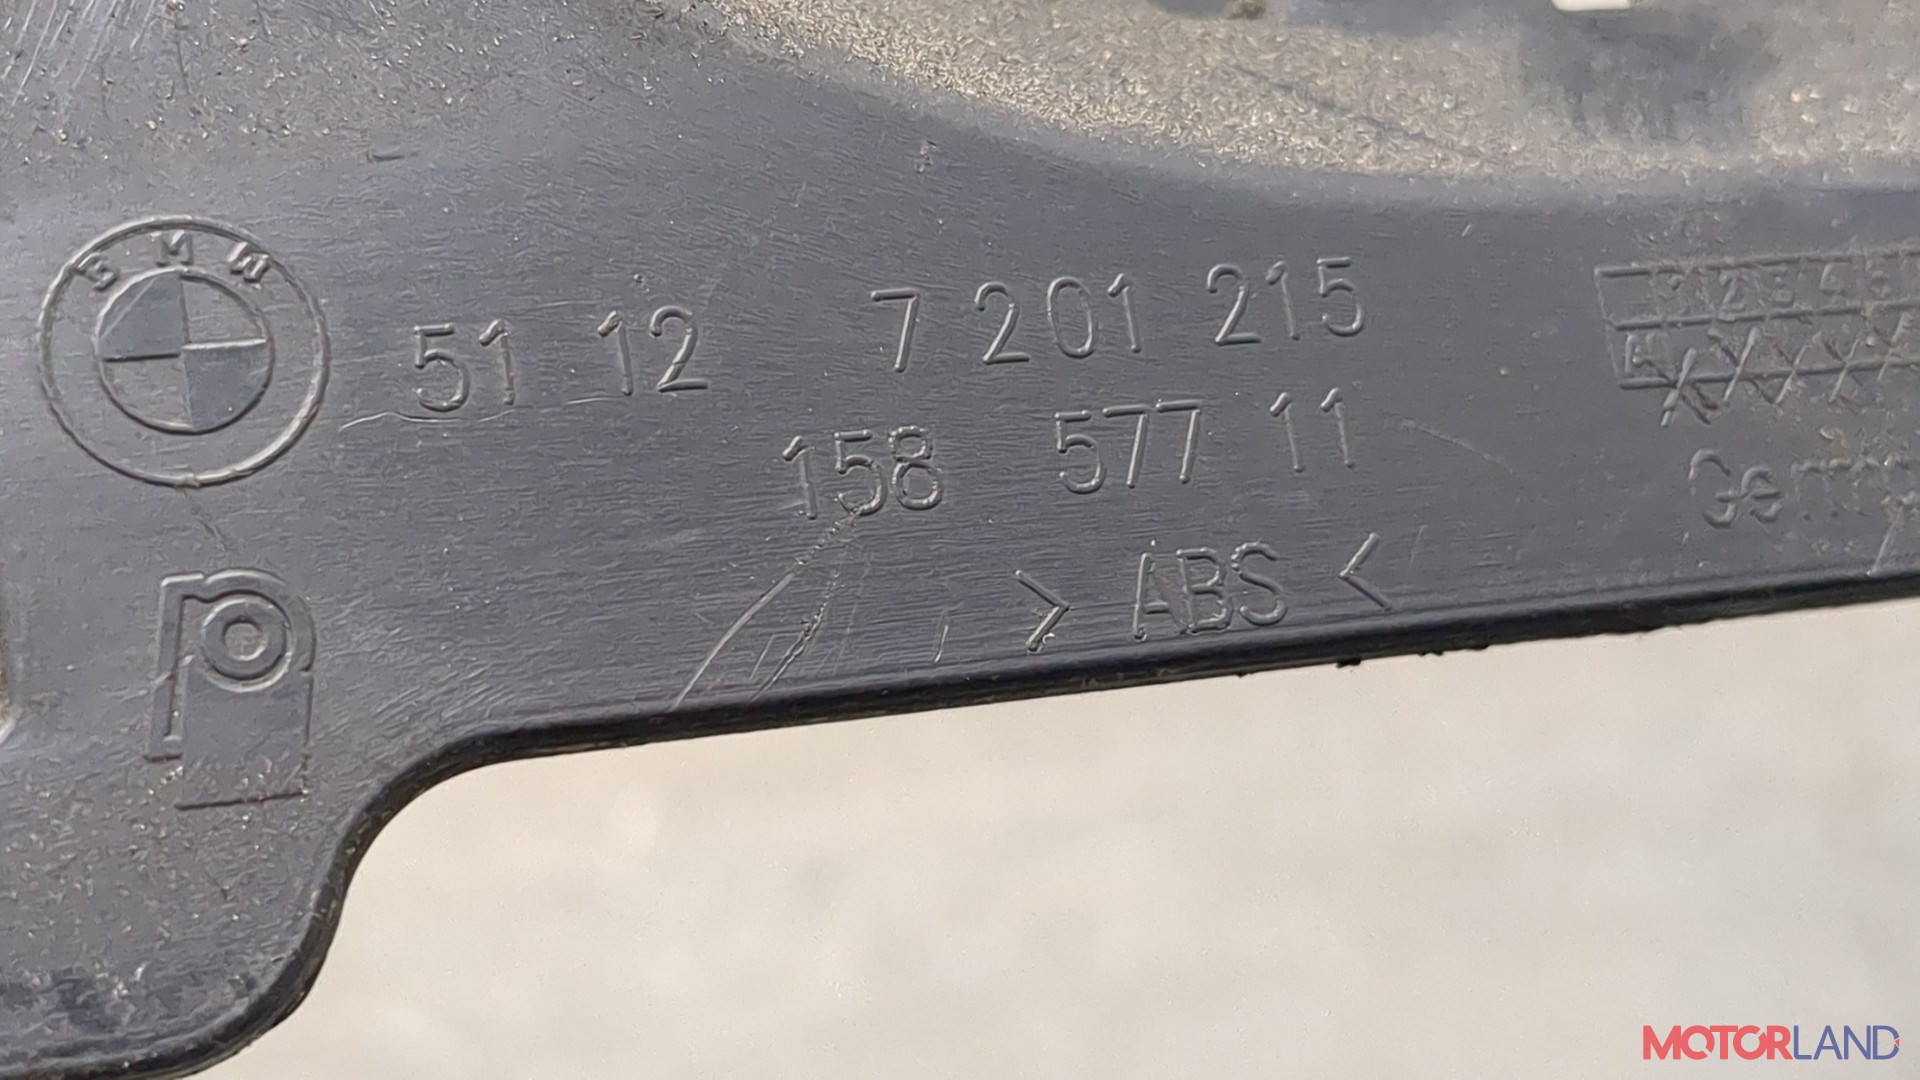 BMW
51 12 7 201 215
158 577 11
> ABS <
MOTORLAND